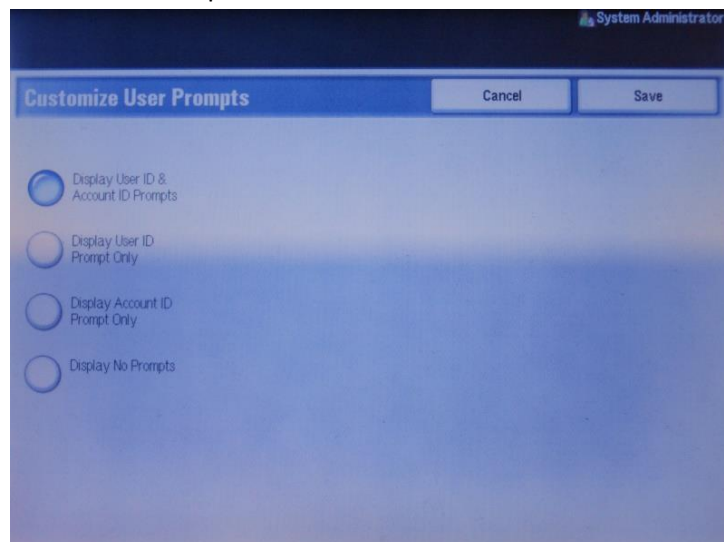 System Administrator
Customize User Prompts
Cancel
Save
Display User ID &
Account ID Prompts
Display User ID
Prompt Only
Display Account ID
Prompt Only
Display No Prompts